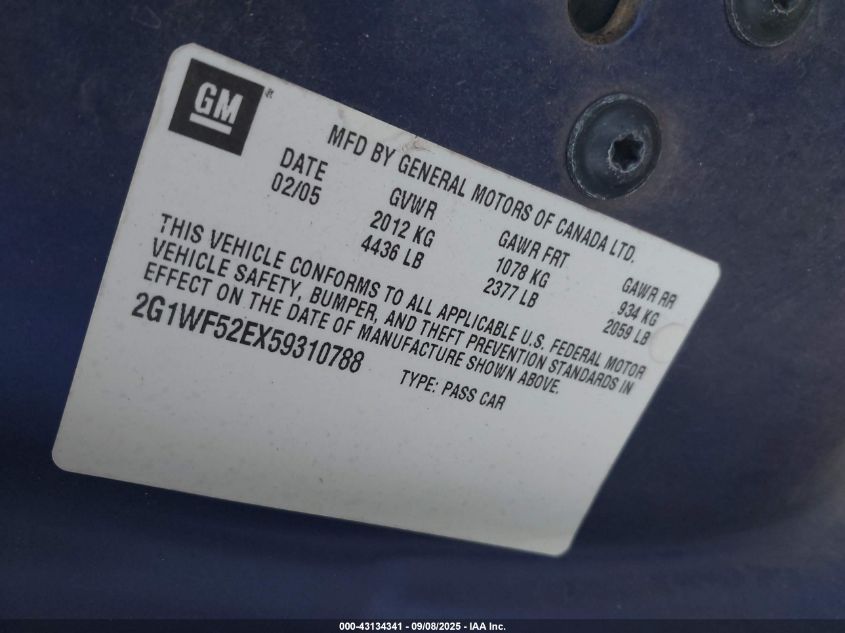 GM®
MFD BY GENERAL MOTORS OF CANADA LTD.
DATE GVWR GAWR FRT GAWR RR
02/05 2012 KG 1078 KG 934 KG
4436 LB 2377 LB 2059 LB
THIS VEHICLE CONFORMS TO ALL APPLICABLE U.S. FEDERAL MOTOR
VEHICLE SAFETY, BUMPER, AND THEFT PREVENTION STANDARDS IN
EFFECT ON THE DATE OF MANUFACTURE SHOWN ABOVE.
2G1WF52EX59310788 TYPE: PASS CAR
000-43134341 - 09/08/2025 - IAA Inc.